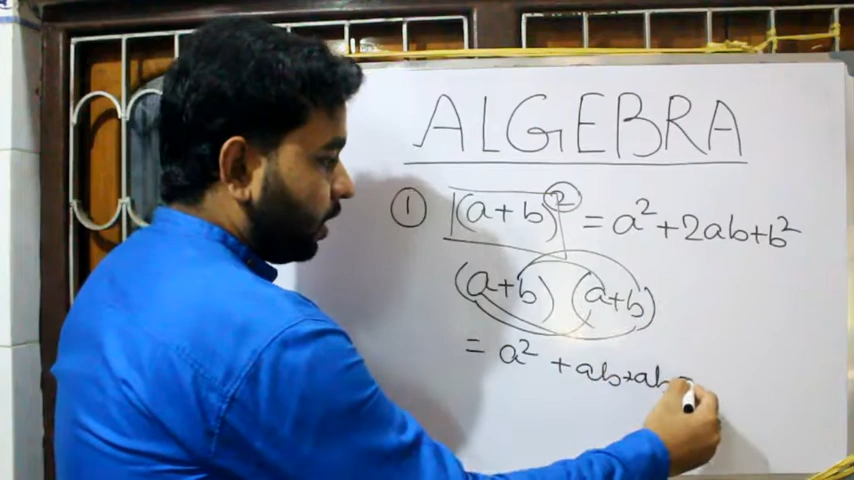 ALGEBRA
① (a+b)² = a²+2ab+b²
(a+b) (a+b)
= a² + ab+ab